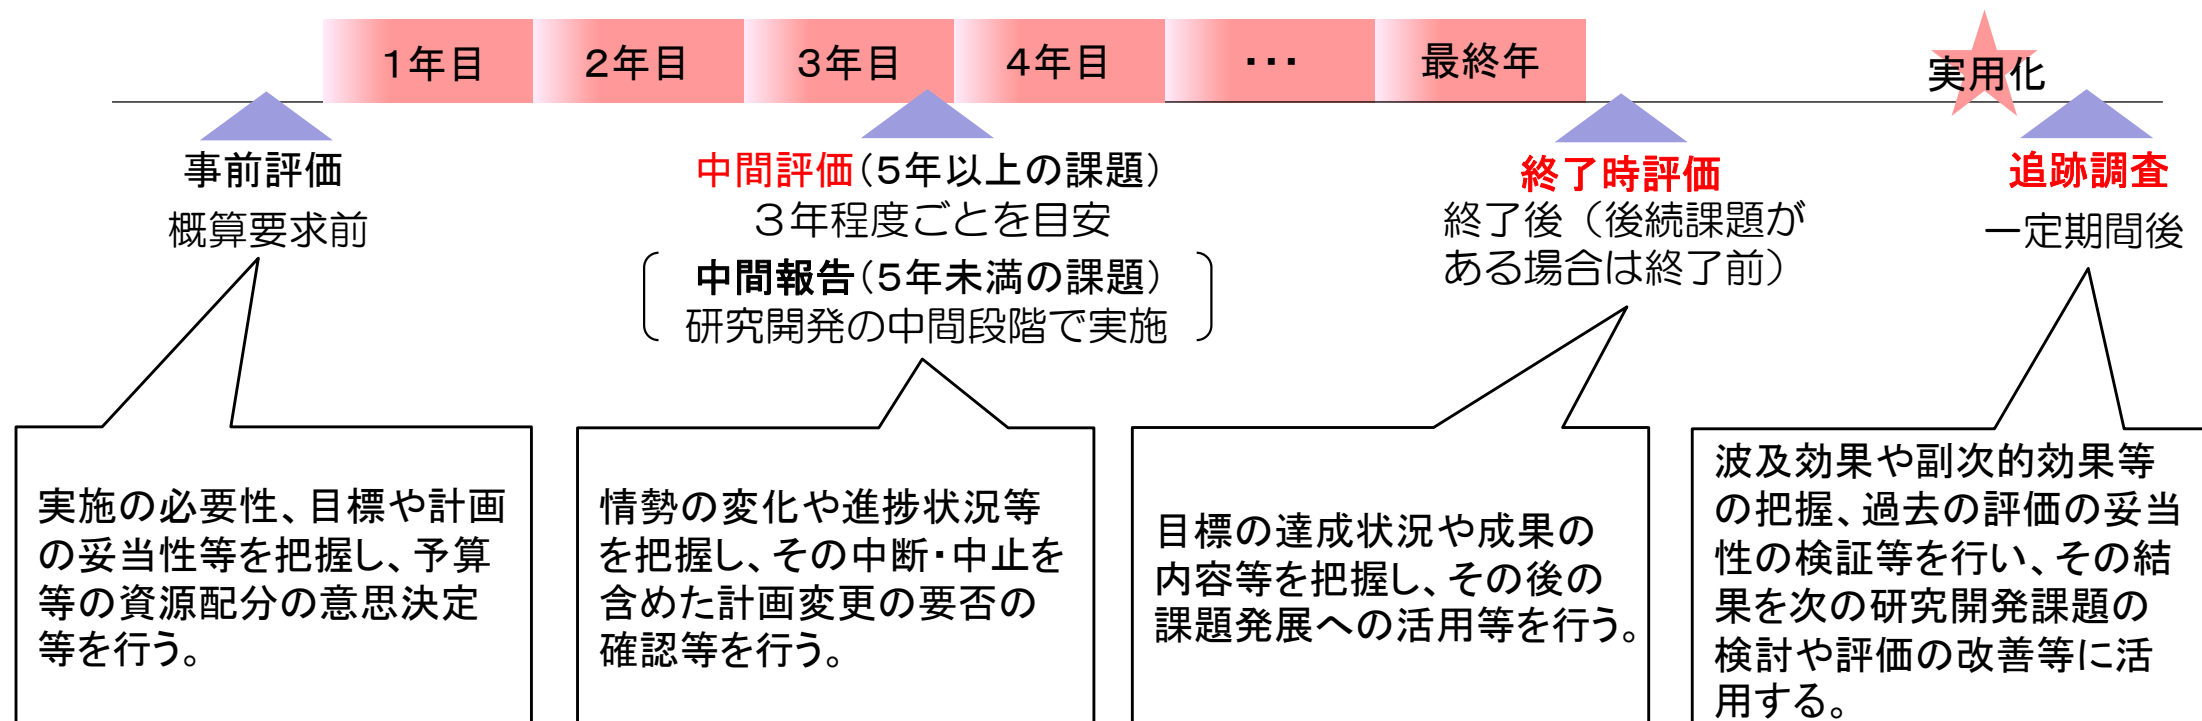 1年目
2年目
3年目
4年目
・・・
最終年
実用化
事前評価
概算要求前
中間評価(5年以上の課題)
3年程度ごとを目安
中間報告(5年未満の課題)
研究開発の中間段階で実施
終了時評価
終了後(後続課題が
ある場合は終了前)
追跡調査
一定期間後
実施の必要性、目標や計画
の妥当性等を把握し、予算
等の資源配分の意思決定
等を行う。
情勢の変化や進捗状況等
を把握し、その中断・中止を
含めた計画変更の要否の
確認等を行う。
目標の達成状況や成果の
内容等を把握し、その後の
課題発展への活用等を行う。
波及効果や副次的効果等
の把握、過去の評価の妥当
性の検証等を行い、その結
果を次の研究開発課題の
検討や評価の改善等に活
用する。